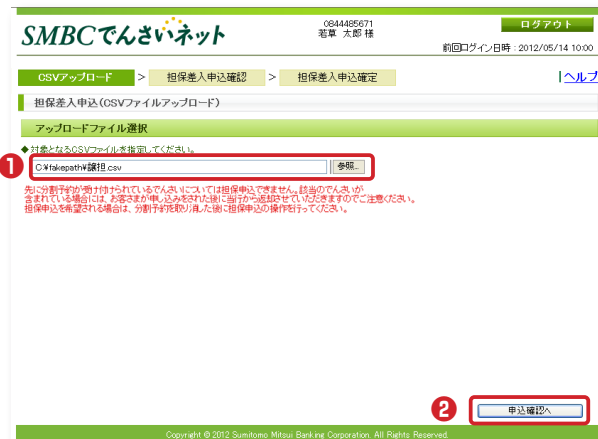 SMBCでんさいネット
0844485671
若草 太郎 様
ログアウト
前回ログイン日時：2012/05/14 10:00
CSVアップロード > 担保差入申込確認 > 担保差入申込確定
ヘルプ
担保差入申込(CSVファイルアップロード)
アップロードファイル選択
◆対象となるCSVファイルを指定してください。
1
C:¥fakepath¥譲担.csv
参照...
先に分割予約が受け付けられているでんさいについては担保申込できません。該当のでんさいが
含まれている場合には、お客さまが申し込みをされた後に当行から返却させていただきますのでご注意ください。
担保申込を希望される場合は、分割予約を取り消した後に担保申込の操作を行ってください。
2
申込確認へ
Copyright © 2012 Sumitomo Mitsui Banking Corporation. All Rights Reserved.